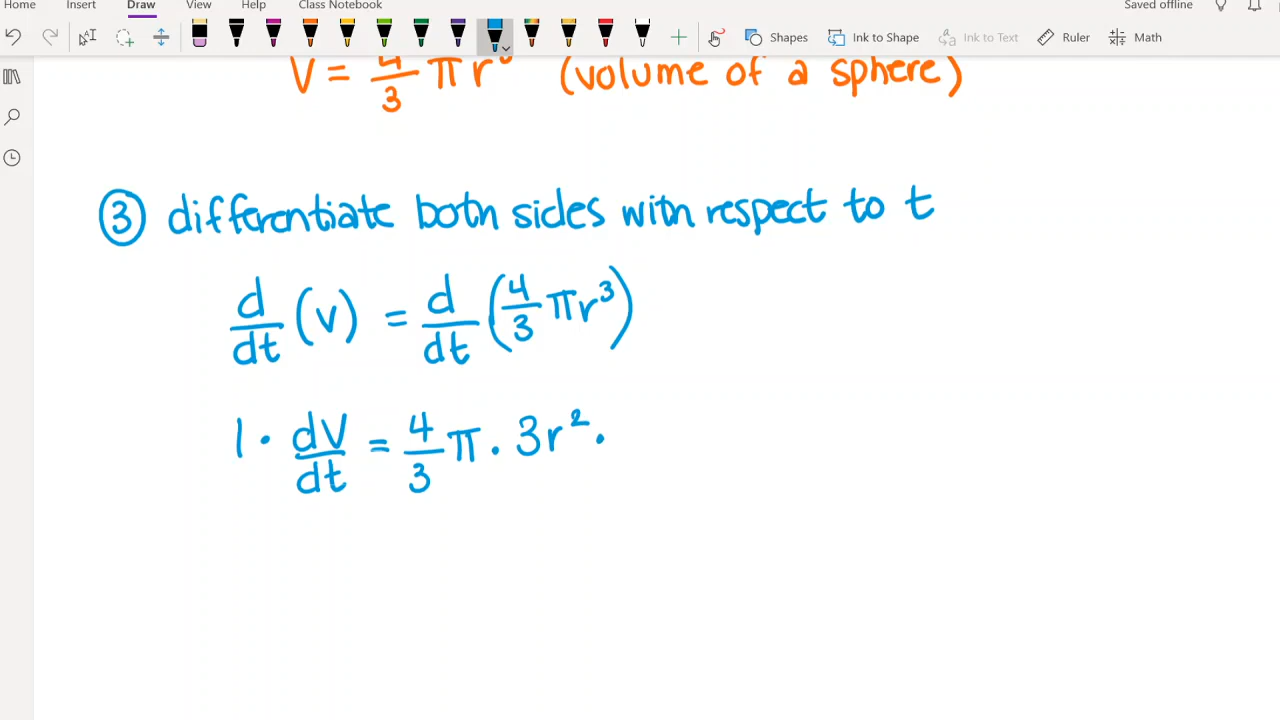 Home Insert Draw View Help Class Notebook Saved offline
Shapes Ink to Shape Ink to Text Ruler Math
V = 4/3 π r³ (volume of a sphere)
③ differentiate both sides with respect to t
d/dt (V) = d/dt (4/3 πr³)
1 · dV/dt = 4/3 π · 3r² ·